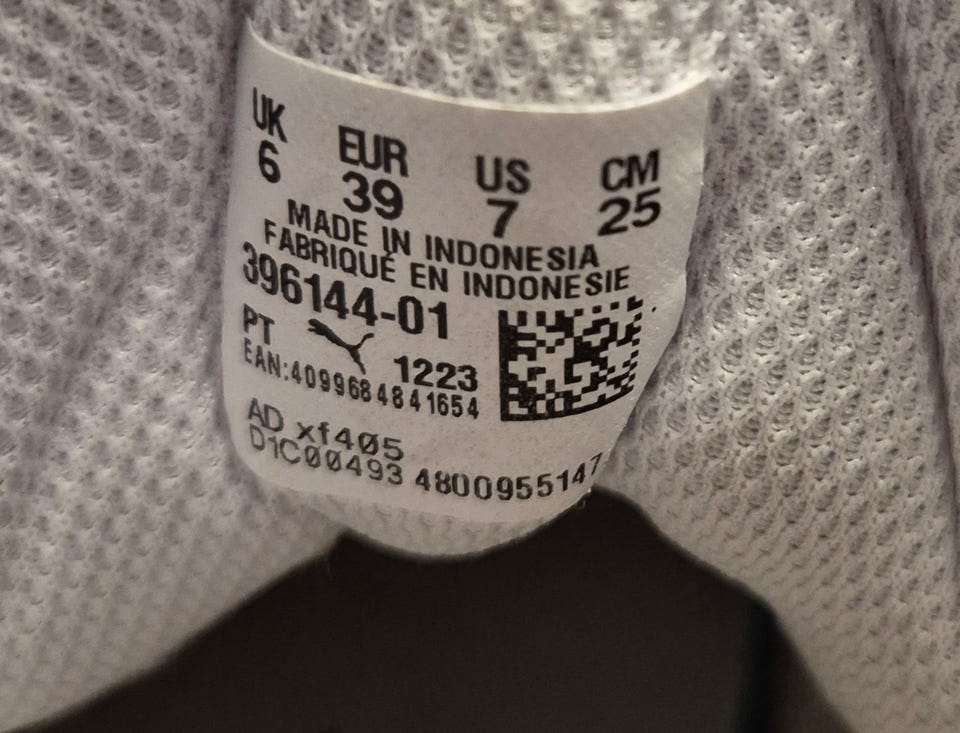 UK EUR US CM
6 39 7 25
MADE IN INDONESIA
FABRIQUÉ EN INDONESIE
396144-01
PT 1223
EAN:4099684841654
AD xf405
D1C00493 4800955147